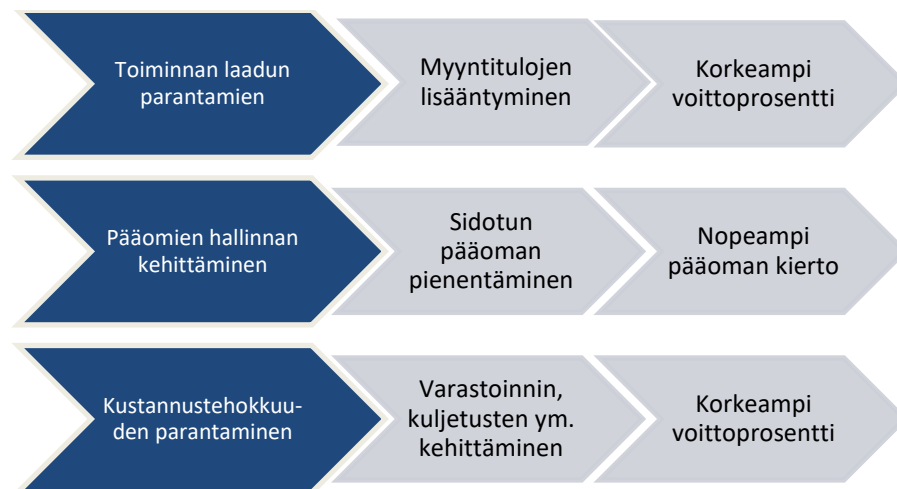 Toiminnan laadun
parantamien
Myyntitulojen
lisääntyminen
Korkeampi
voittoprosentti
Pääomien hallinnan
kehittäminen
Sidotun
pääoman
pienentäminen
Nopeampi
pääoman kierto
Kustannustehokkuu-
den parantaminen
Varastoinnin,
kuljetusten ym.
kehittäminen
Korkeampi
voittoprosentti